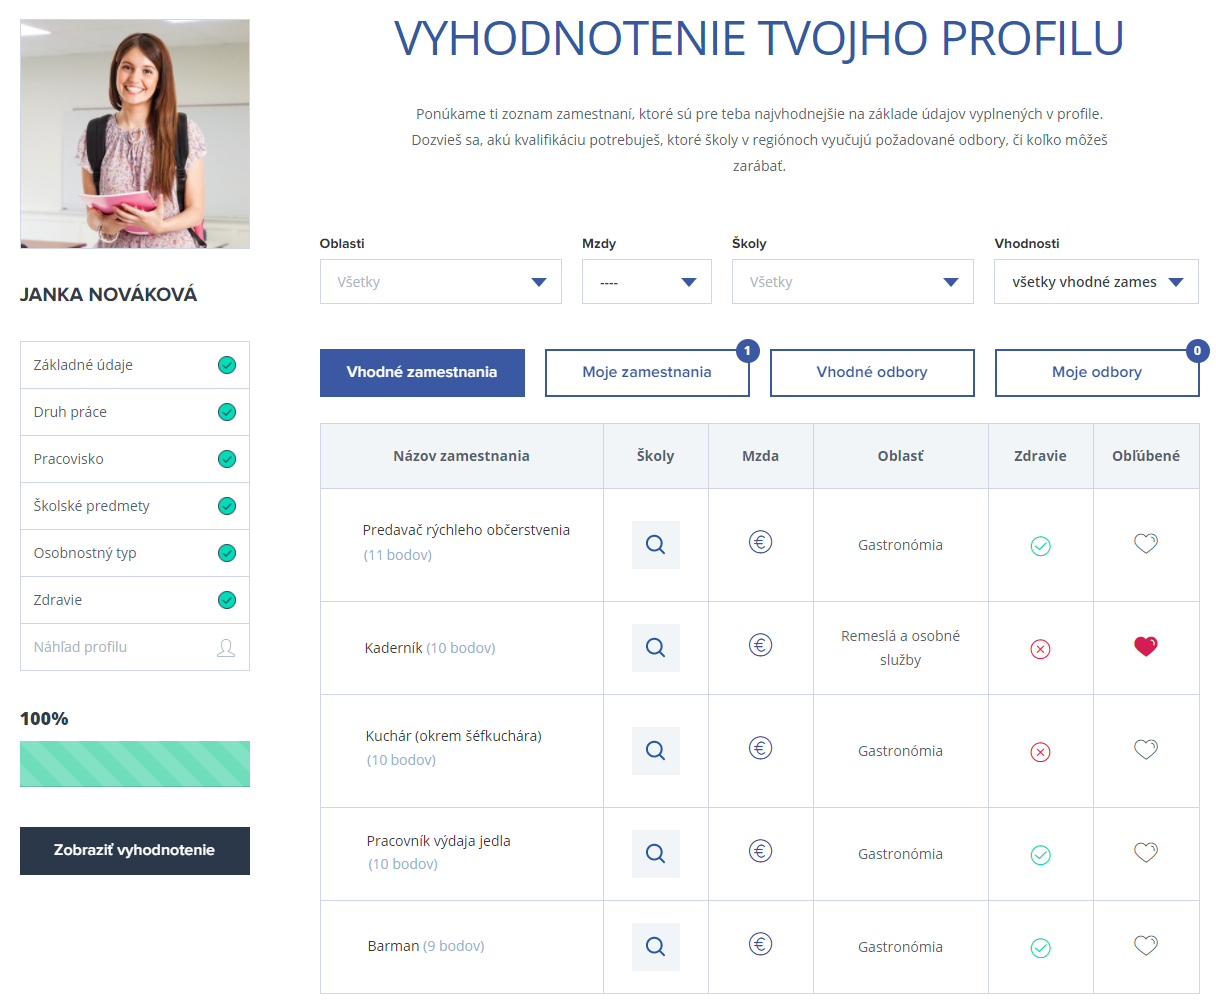 VYHODNOTENIE TVOJHO PROFILU
Ponúkame ti zoznam zamestnaní, ktoré sú pre teba najvhodnejšie na základe údajov vyplnených v profile.
Dozvieš sa, akú kvalifikáciu potrebuješ, ktoré školy v regiónoch vyučujú požadované odbory, či koľko môžeš
zarábať.
JANKA NOVÁKOVÁ
Základné údaje
Druh práce
Pracovisko
Školské predmety
Osobnostný typ
Zdravie
Náhľad profilu
100%
Zobraziť vyhodnotenie
Oblasti Mzdy Školy Vhodnosti
Všetky ---- Všetky všetky vhodné zames
Vhodné zamestnania Moje zamestnania 1 Vhodné odbory Moje odbory 0
Názov zamestnania Školy Mzda Oblasť Zdravie Obľúbené
Predavač rýchleho občerstvenia
(11 bodov)
Gastronómia
Kaderník (10 bodov)
Remeslá a osobné
služby
Kuchár (okrem šéfkuchára)
(10 bodov)
Gastronómia
Pracovník výdaja jedla
(10 bodov)
Gastronómia
Barman (9 bodov) Gastronómia